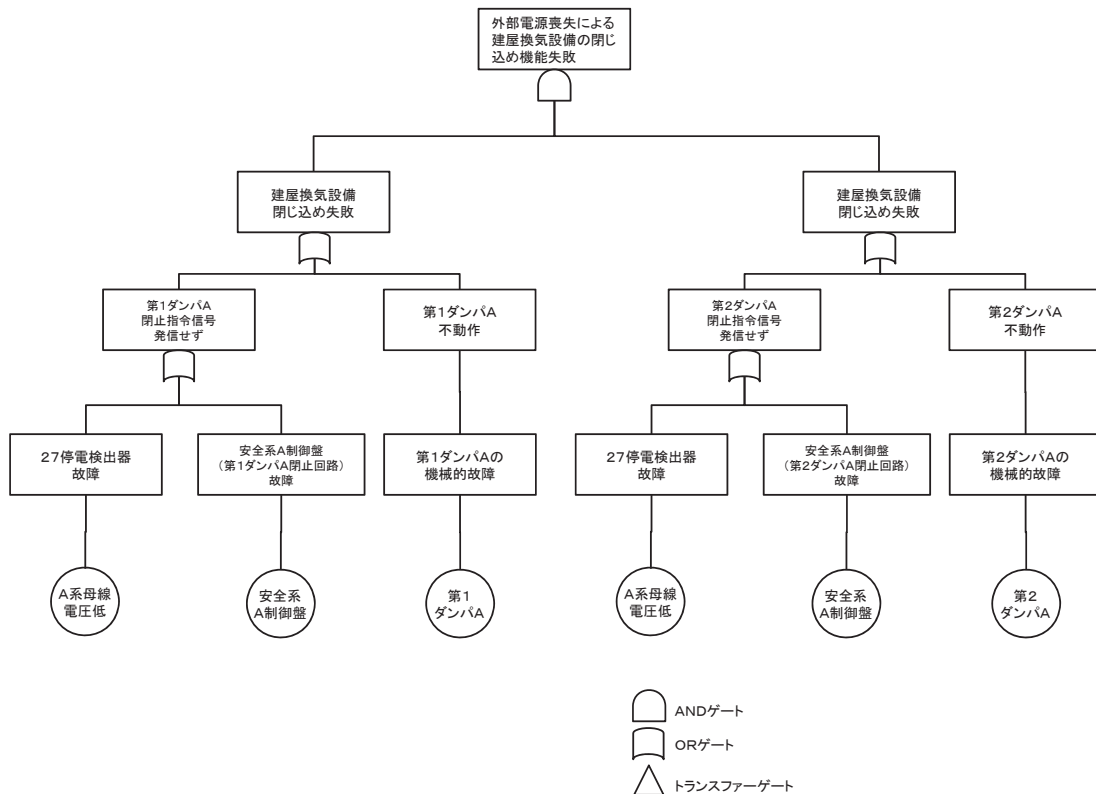 外部電源喪失による
建屋換気設備の閉じ
込め機能失敗
建屋換気設備
閉じ込め失敗
建屋換気設備
閉じ込め失敗
第1ダンパA
閉止指令信号
発信せず
第1ダンパA
不動作
第2ダンパA
閉止指令信号
発信せず
第2ダンパA
不動作
27停電検出器
故障
安全系A制御盤
(第1ダンパA閉止回路)
故障
第1ダンパAの
機械的故障
27停電検出器
故障
安全系A制御盤
(第2ダンパA閉止回路)
故障
第2ダンパAの
機械的故障
A系母線
電圧低
安全系
A制御盤
第1
ダンパA
A系母線
電圧低
安全系
A制御盤
第2
ダンパA
ANDゲート
ORゲート
トランスファーゲート